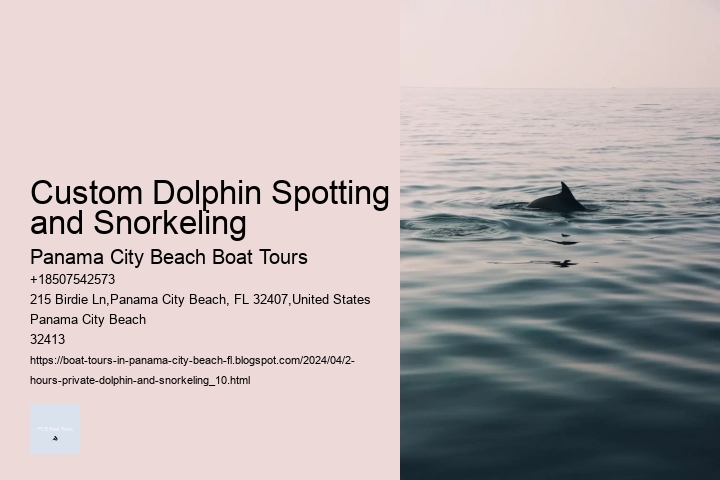 Custom Dolphin Spotting
and Snorkeling
Panama City Beach Boat Tours
+18507542573
215 Birdie Ln,Panama City Beach, FL 32407,United States
Panama City Beach
32413
https://boat-tours-in-panama-city-beach-fl.blogspot.com/2024/04/2-
hours-private-dolphin-and-snorkeling_10.html